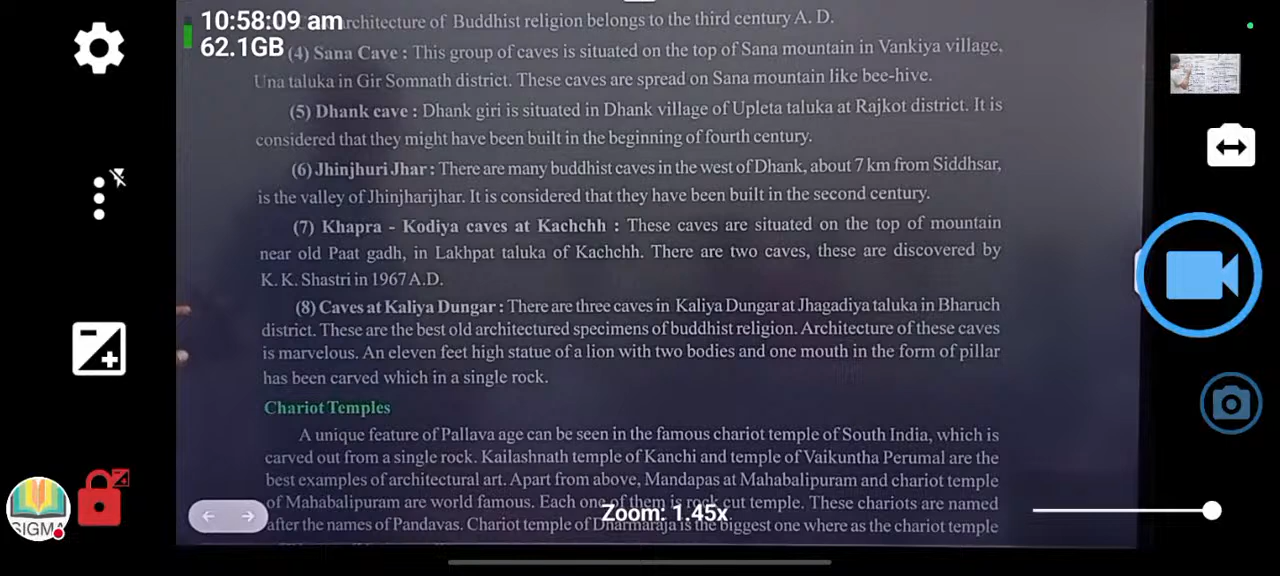 10:58:09 am
62.1GB
architecture of Buddhist religion belongs to the third century A. D.
(4) Sana Cave : This group of caves is situated on the top of Sana mountain in Vankiya village,
Una taluka in Gir Somnath district. These caves are spread on Sana mountain like bee-hive.
(5) Dhank cave : Dhank giri is situated in Dhank village of Upleta taluka at Rajkot district. It is
considered that they might have been built in the beginning of fourth century.
(6) Jhinjhuri Jhar : There are many buddhist caves in the west of Dhank, about 7 km from Siddhsar,
is the valley of Jhinjharijhar. It is considered that they have been built in the second century.
(7) Khapra - Kodiya caves at Kachchh : These caves are situated on the top of mountain
near old Paat gadh, in Lakhpat taluka of Kachchh. There are two caves, these are discovered by
K. K. Shastri in 1967 A.D.
(8) Caves at Kaliya Dungar : There are three caves in Kaliya Dungar at Jhagadiya taluka in Bharuch
district. These are the best old architectured specimens of buddhist religion. Architecture of these caves
is marvelous. An eleven feet high statue of a lion with two bodies and one mouth in the form of pillar
has been carved which in a single rock.
Chariot Temples
A unique feature of Pallava age can be seen in the famous chariot temple of South India, which is
carved out from a single rock. Kailashnath temple of Kanchi and temple of Vaikuntha Perumal are the
best examples of architectural art. Apart from above, Mandapas at Mahabalipuram and chariot temple
of Mahabalipuram are world famous. Each one of them is rock cut temple. These chariots are named
Zoom: 1.45x
after the names of Pandavas. Chariot temple of Dharmaraja is the biggest one where as the chariot temple
SIGMA